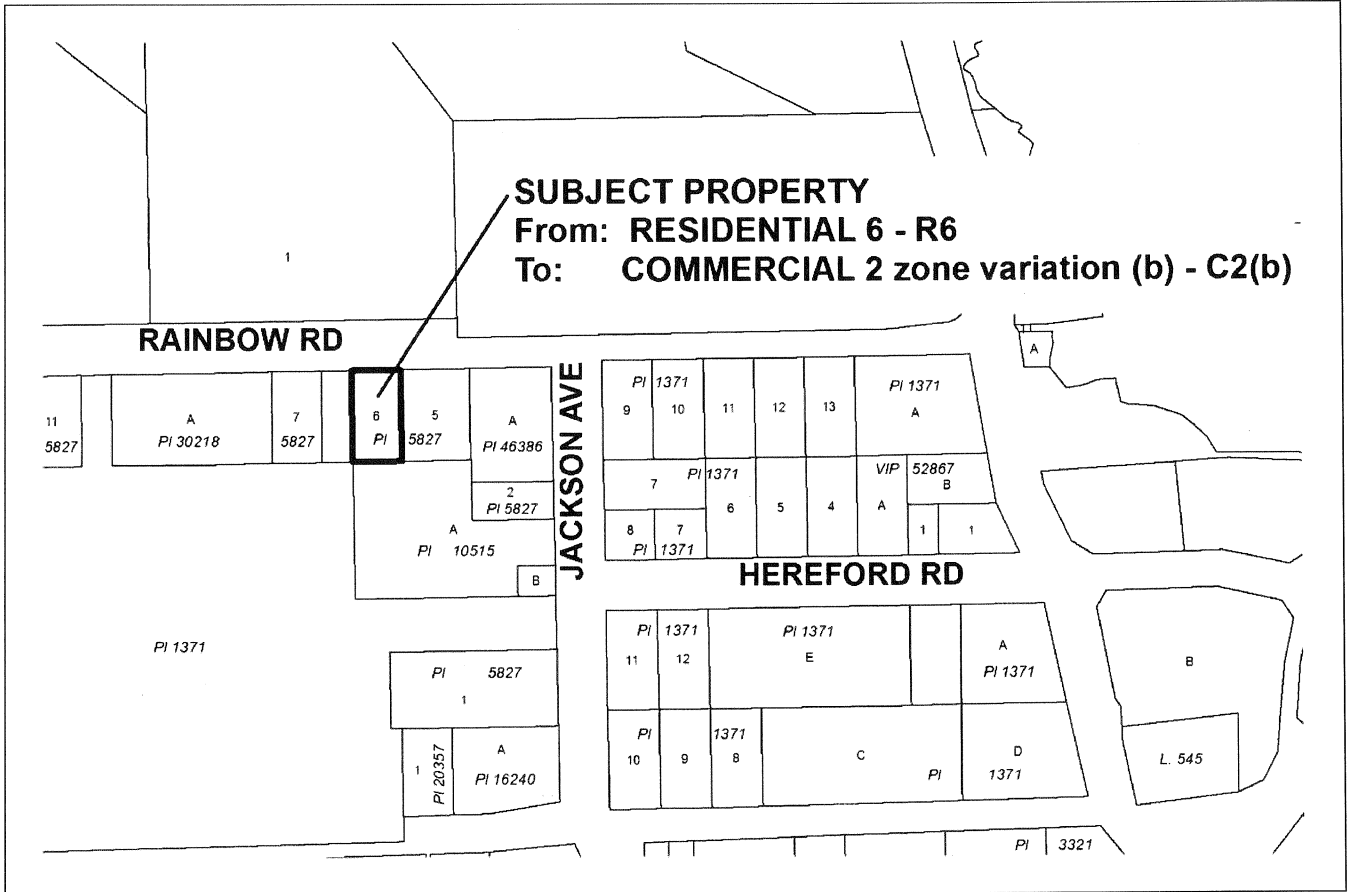 SUBJECT PROPERTY
From: RESIDENTIAL 6 - R6
To: COMMERCIAL 2 zone variation (b) - C2(b)
1
RAINBOW RD
A
JACKSON AVE
11
5827
A
Pl 30218
7
5827
6
5
Pl 5827
A
Pl 46386
2
Pl 5827
A
Pl 10515
B
Pl 1371
9
10
11
12
13
Pl 1371
A
7
Pl 1371
6
5
4
A
VIP 52867
B
8
7
Pl 1371
1
1
HEREFORD RD
Pl 1371
Pl 5827
1
1
Pl 20357
A
Pl 16240
Pl 1371
11
12
Pl 1371
E
A
Pl 1371
B
Pl 1371
10
9
8
C
D
Pl 1371
L. 545
Pl 3321